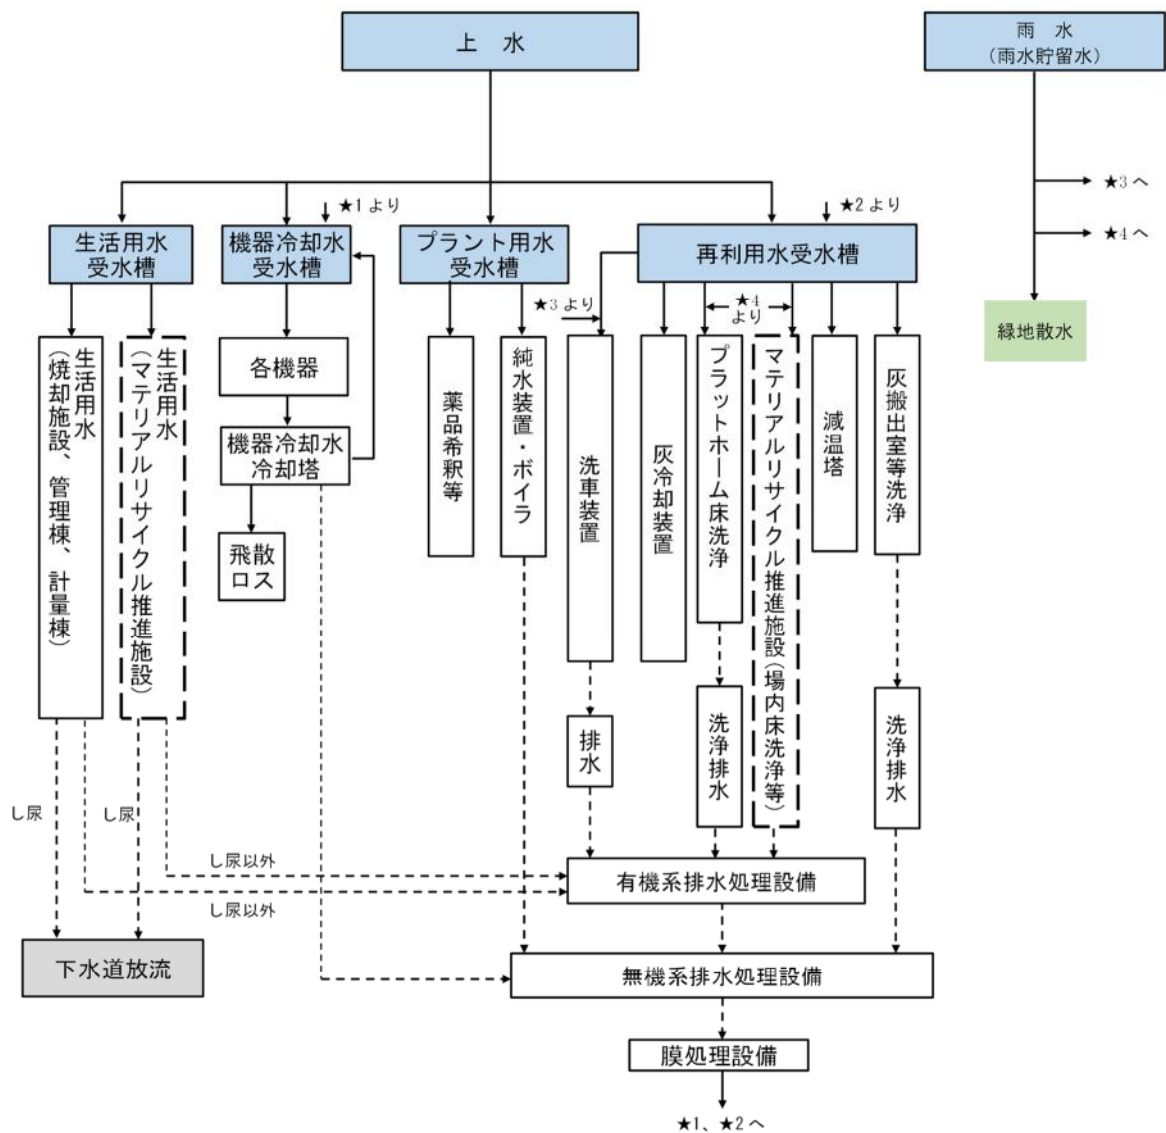 上　水
雨　水
（雨水貯留水）
★3 へ
★4 へ
緑地散水
★1 より
★2 より
生活用水
受水槽
機器冷却水
受水槽
プラント用水
受水槽
再利用水受水槽
★3 より
★4
より
生活用水
（焼却施設、管理棟、計量棟）
生活用水
（マテリアルリサイクル推進施設）
各機器
機器冷却水
冷却塔
飛散
ロス
薬品希釈等
純水装置・ボイラ
洗車装置
灰冷却装置
プラットホーム床洗浄
マテリアルリサイクル推進施設（場内床洗浄等）
減温塔
灰搬出室等洗浄
排水
洗浄排水
洗浄排水
し尿
し尿
し尿以外
し尿以外
有機系排水処理設備
下水道放流
無機系排水処理設備
膜処理設備
★1、★2 へ